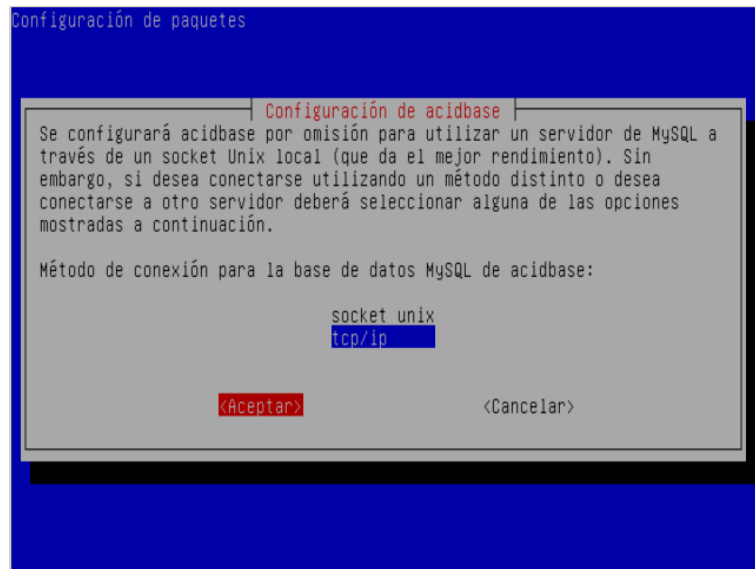 Configuración de paquetes
Configuración de acidbase
Se configurará acidbase por omisión para utilizar un servidor de MySQL a
través de un socket Unix local (que da el mejor rendimiento). Sin
embargo, si desea conectarse utilizando un método distinto o desea
conectarse a otro servidor deberá seleccionar alguna de las opciones
mostradas a continuación.
Método de conexión para la base de datos MySQL de acidbase:
socket unix
tcp/ip
<Aceptar> <Cancelar>